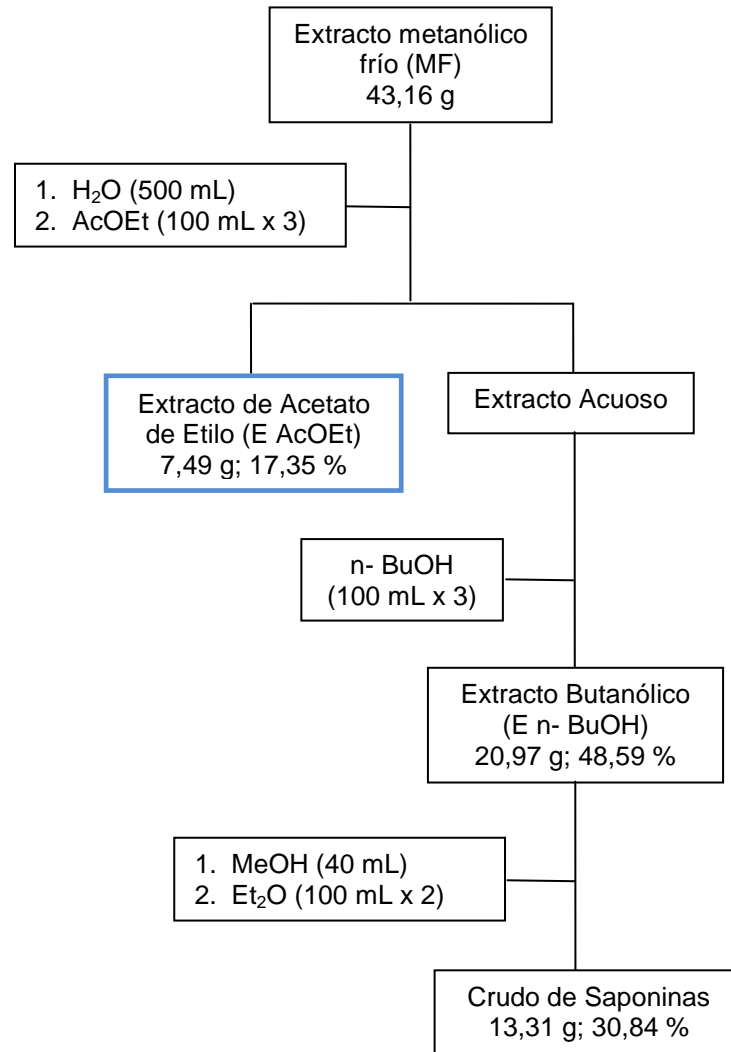 Extracto metanólico
frío (MF)
43,16 g
1. H₂O (500 mL)
2. AcOEt (100 mL x 3)
Extracto de Acetato
de Etilo (E AcOEt)
7,49 g; 17,35 %
Extracto Acuoso
n- BuOH
(100 mL x 3)
Extracto Butanólico
(E n- BuOH)
20,97 g; 48,59 %
1. MeOH (40 mL)
2. Et₂O (100 mL x 2)
Crudo de Saponinas
13,31 g; 30,84 %